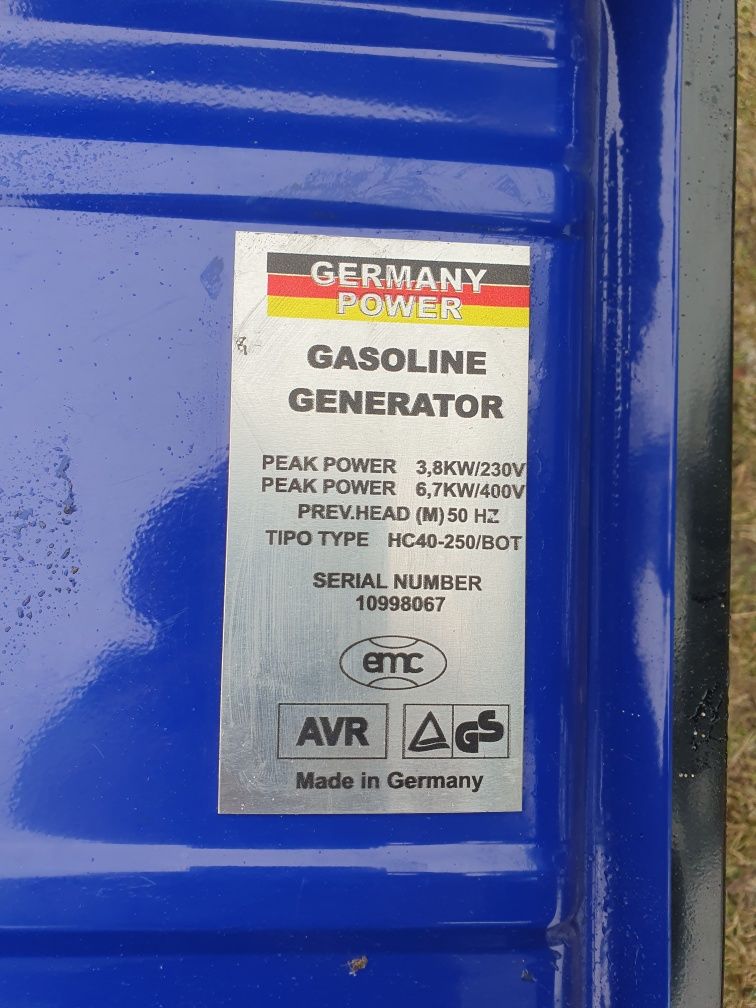 GERMANY
POWER
GASOLINE
GENERATOR
PEAK POWER 3,8KW/230V
PEAK POWER 6,7KW/400V
PREV.HEAD (M) 50 HZ
TIPO TYPE HC40-250/BOT
SERIAL NUMBER
10998067
emc
AVR GS
Made in Germany